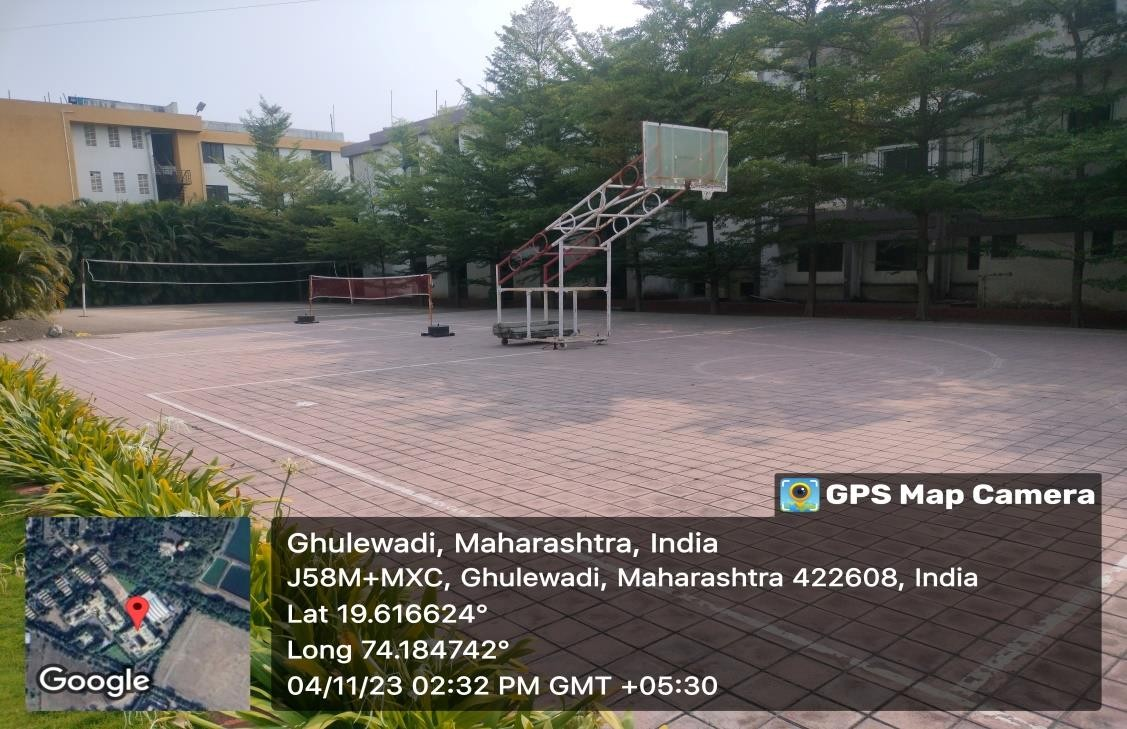 GPS Map Camera
Ghulewadi, Maharashtra, India
J58M+MXC, Ghulewadi, Maharashtra 422608, India
Lat 19.616624°
Long 74.184742°
04/11/23 02:32 PM GMT +05:30
Google